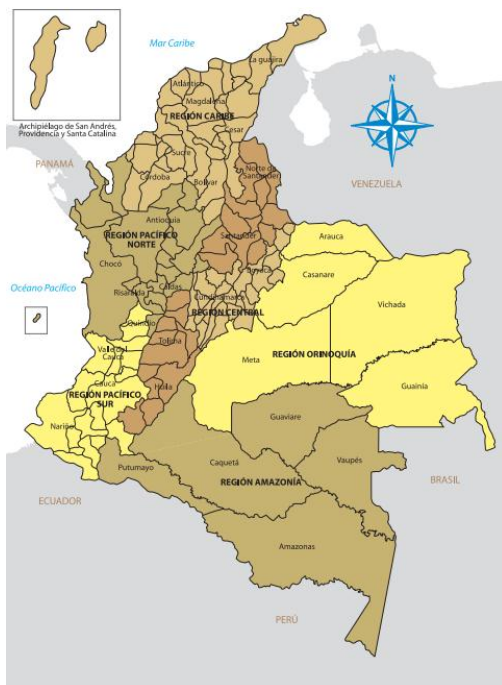 Archipiélago de San Andrés,
Providencia y Santa Catalina
Mar Caribe
N
PANAMÁ
VENEZUELA
Océano Pacífico
ECUADOR
PERÚ
BRASIL
La guajira
Atlántico
Magdalena
REGIÓN CARIBE
Cesar
Sucre
Córdoba
Bolívar
Norte de
Santander
Antioquia
REGIÓN PACÍFICO
NORTE
Santander
Arauca
Boyacá
Casanare
Chocó
Caldas
Risaralda
Cundinamarca
REGIÓN CENTRAL
Vichada
Quindío
Tolima
Valle del
Cauca
Meta
REGIÓN ORINOQUÍA
Cauca
Huila
REGIÓN PACÍFICO
SUR
Guainía
Guaviare
Nariño
Caquetá
Vaupés
Putumayo
REGIÓN AMAZONÍA
Amazonas